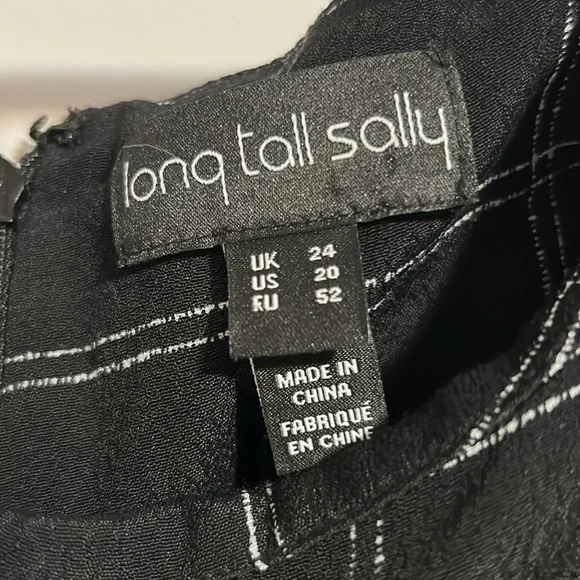 long tall sally
UK 24
US 20
EU 52
MADE IN
CHINA
FABRIQUÉ
EN CHINE